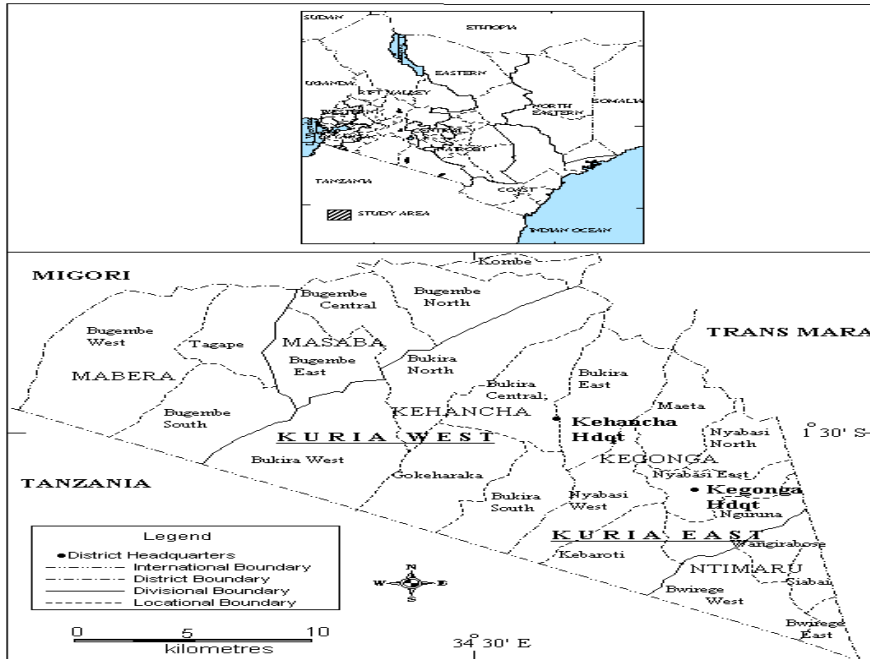 SUDAN
ETHIOPIA
EASTERN
UGANDA
RIFT VALLEY
NORTH
EASTERN
SOMALIA
WESTERN
CENTRAL
NAIROBI
TANZANIA
COAST
STUDY AREA
INDIAN OCEAN
MIGORI
Kombe
Bugembe
Central
Bugembe
North
TRANS MARA
Bugembe
West
Tagape
MASABA
Bugembe
East
Bukira
North
Bukira
East
MABERA
Bukira
Central
Bugembe
South
KEHANCHA
Maeta
Kehancha
Hdqt
KURIA WEST
Nyabasi
North
1° 30' S
Bukira West
KEGONGA
Gokeharaka
Nyabasi East
TANZANIA
Bukira
South
Nyabasi
West
Kegonga
Hdqt
Nguruna
KURIA EAST
Wangirabose
Kebaroti
NTIMARU
Siabai
Bwirege
West
Bwirege
East
Legend
District Headquarters
International Boundary
District Boundary
Divisional Boundary
Locational Boundary
N
W E
S
0 5 10
kilometres
34° 30' E